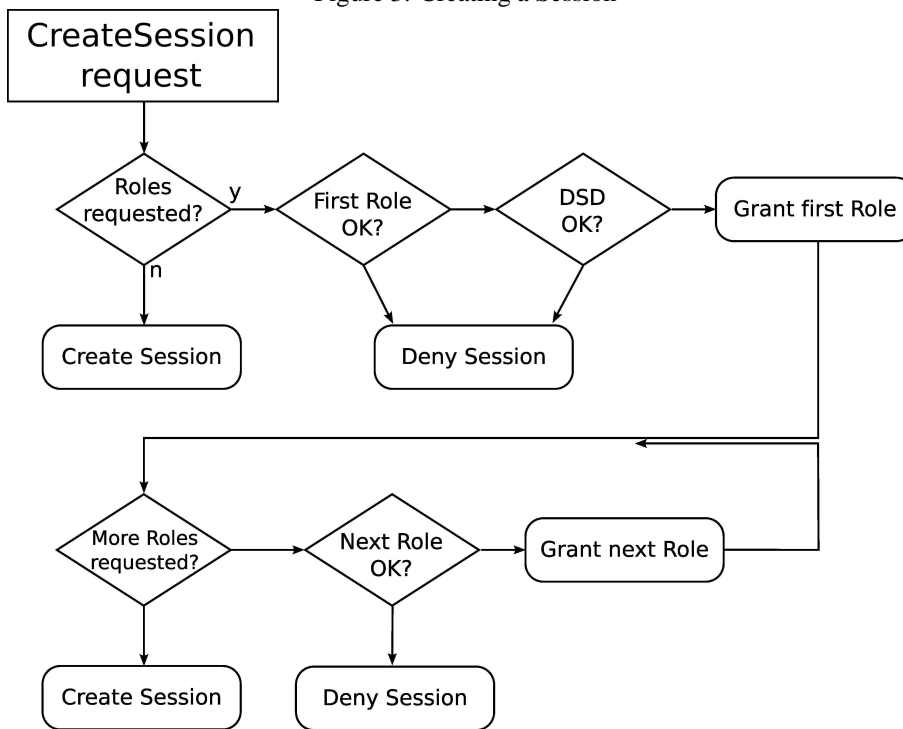 Figure 3: Creating a Session
CreateSession
request
Roles
requested?
y
n
First Role
OK?
DSD
OK?
Grant first Role
Create Session
Deny Session
More Roles
requested?
Next Role
OK?
Grant next Role
Create Session
Deny Session